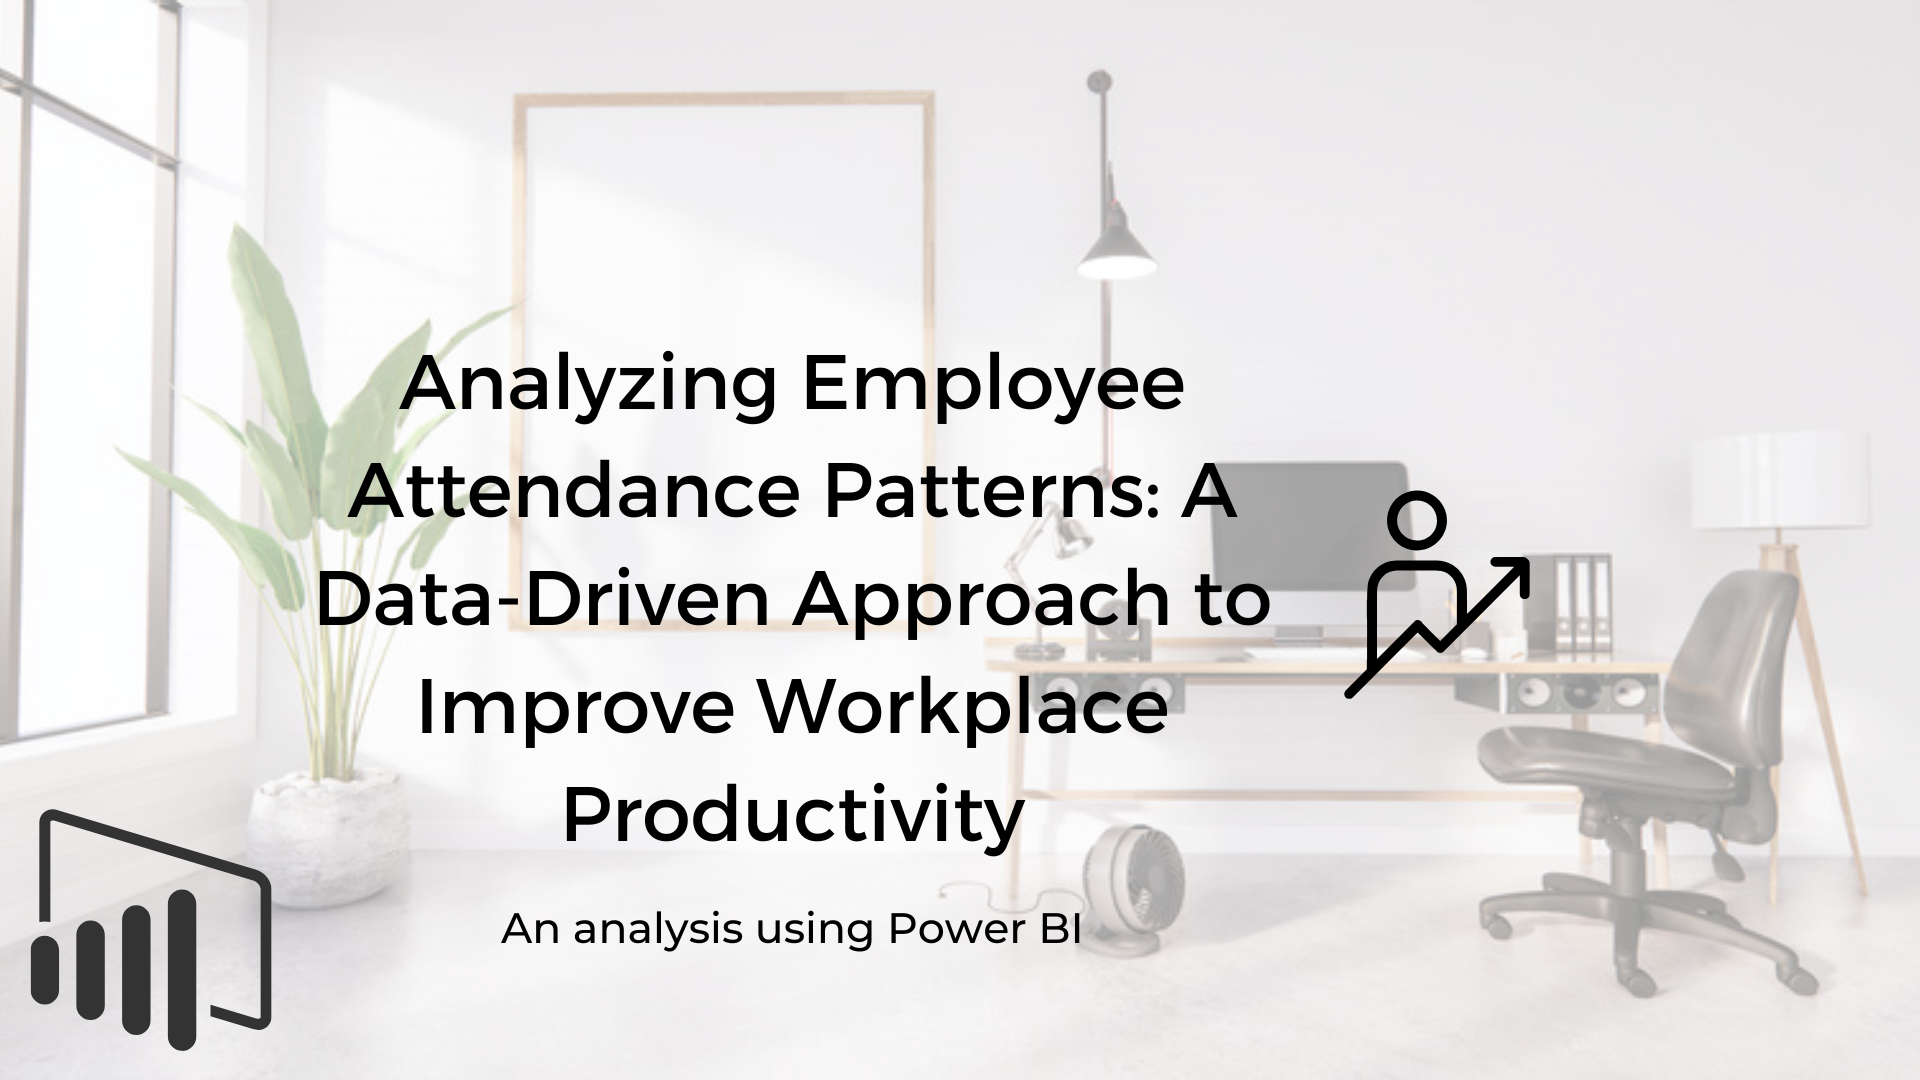 Analyzing Employee
Attendance Patterns: A
Data-Driven Approach to
Improve Workplace
Productivity
An analysis using Power BI